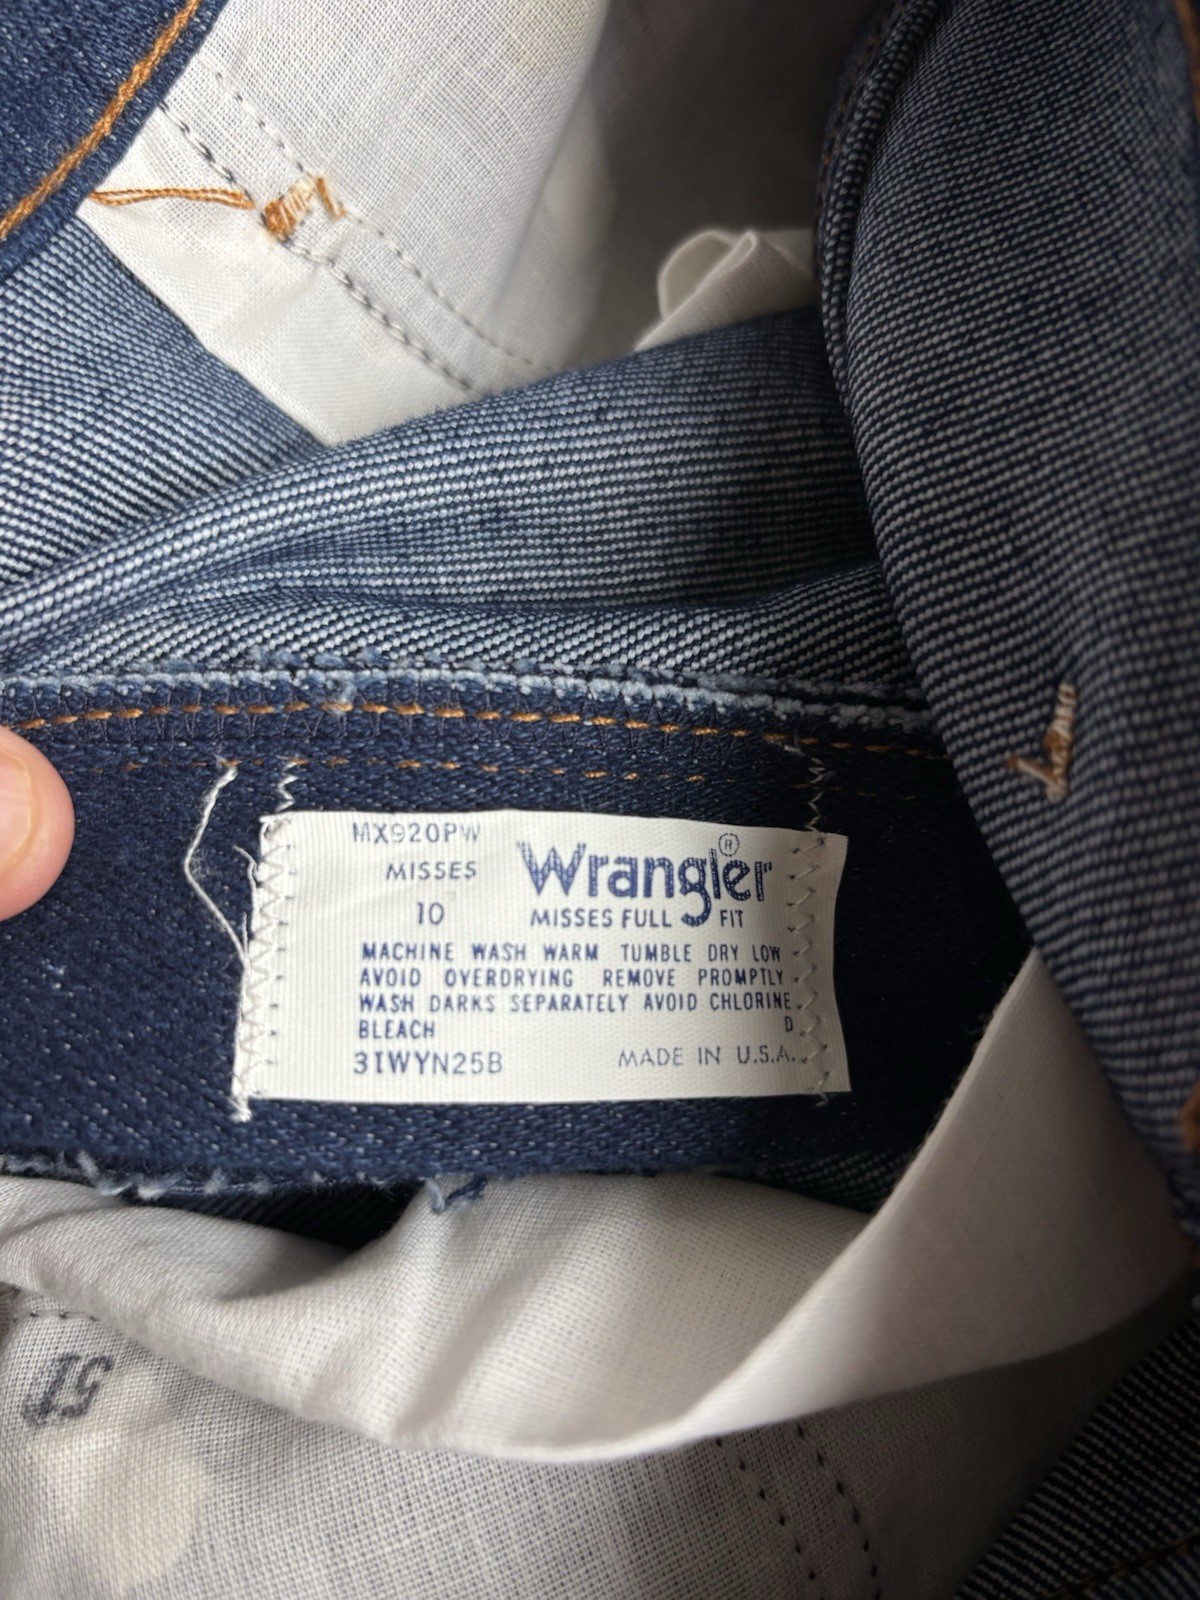 MX920PW
MISSES
10
Wrangler®
MISSES FULL FIT
MACHINE WASH WARM TUMBLE DRY LOW
AVOID OVERDRYING REMOVE PROMPTLY
WASH DARKS SEPARATELY AVOID CHLORINE
BLEACH D
31WYN25B MADE IN U.S.A.